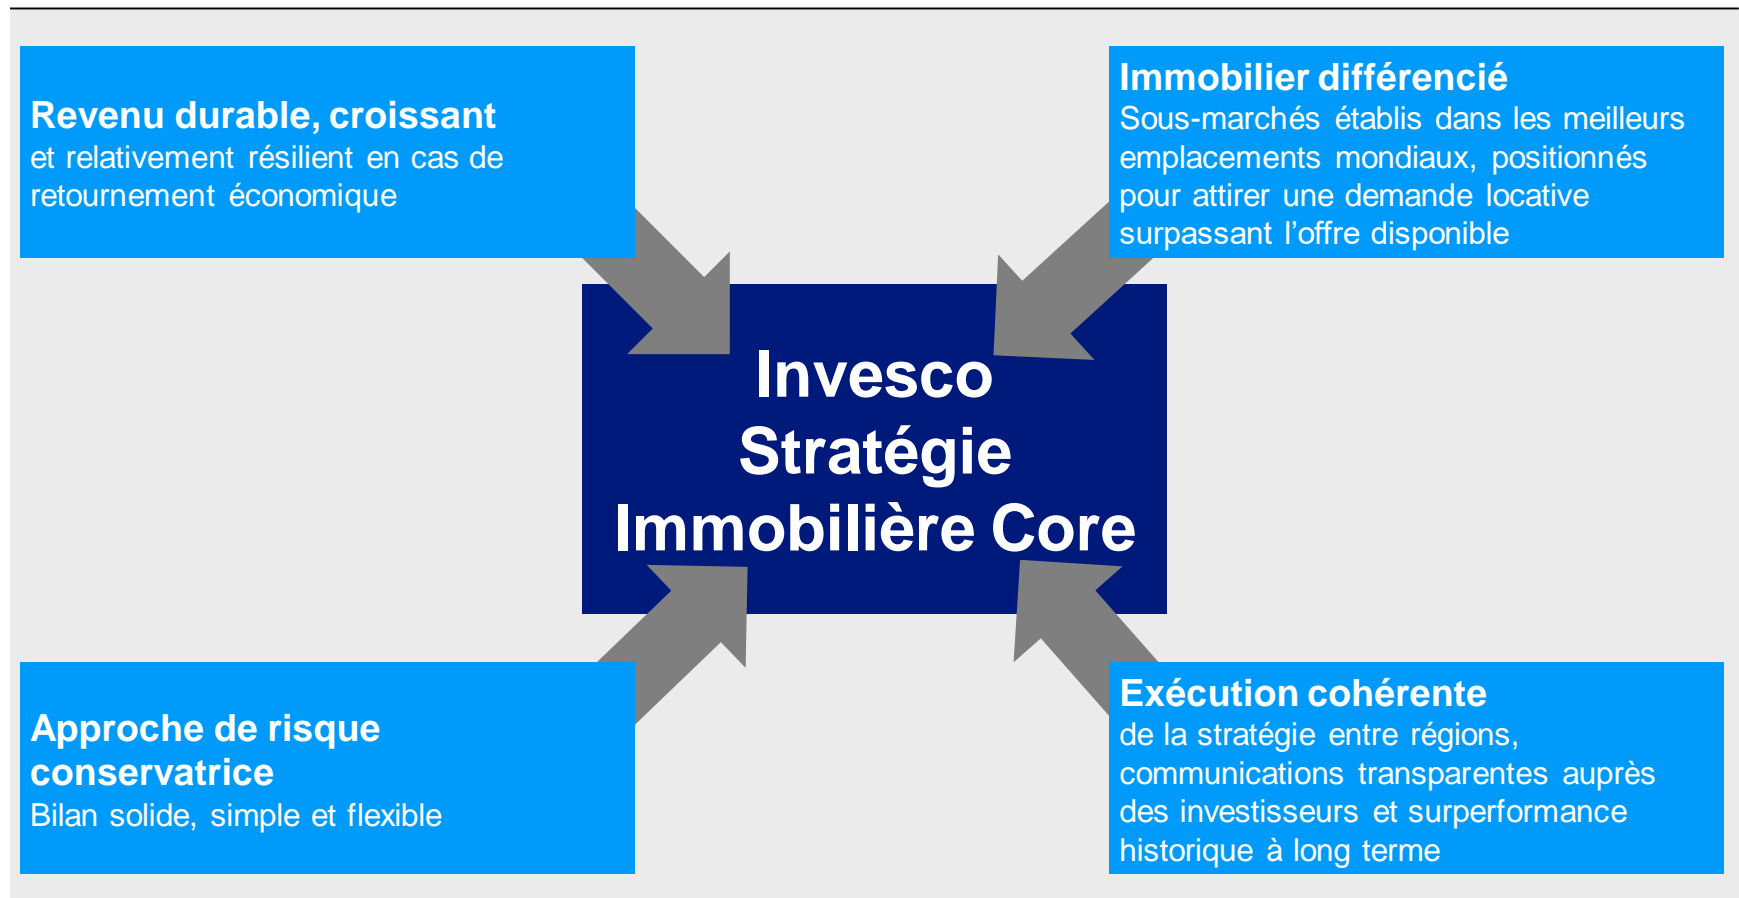 Revenu durable, croissant
et relativement résilient en cas de
retournement économique
Immobilier différencié
Sous-marchés établis dans les meilleurs
emplacements mondiaux, positionnés
pour attirer une demande locative
surpassant l’offre disponible
Invesco
Stratégie
Immobilière Core
Approche de risque
conservatrice
Bilan solide, simple et flexible
Exécution cohérente
de la stratégie entre régions,
communications transparentes auprès
des investisseurs et surperformance
historique à long terme